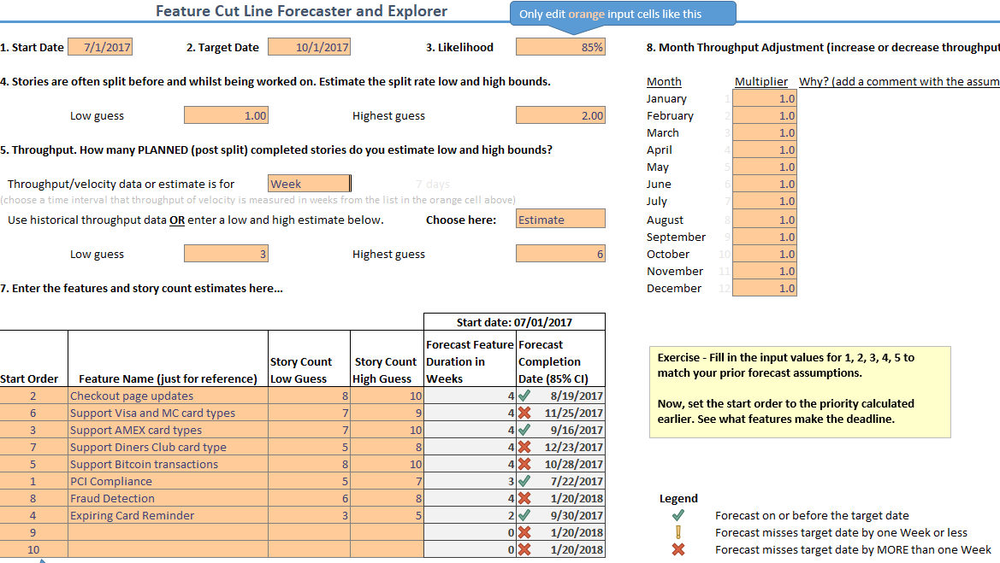 Feature Cut Line Forecaster and Explorer
Only edit orange input cells like this
1. Start Date 7/1/2017 2. Target Date 10/1/2017 3. Likelihood 85%
4. Stories are often split before and whilst being worked on. Estimate the split rate low and high bounds.
Low guess 1.00 Highest guess 2.00
5. Throughput. How many PLANNED (post split) completed stories do you estimate low and high bounds?
Throughput/velocity data or estimate is for Week 7 days
(choose a time interval that throughput of velocity is measured in weeks from the list in the orange cell above)
Use historical throughput data OR enter a low and high estimate below. Choose here: Estimate
Low guess 3 Highest guess 6
7. Enter the features and story count estimates here...
Start date: 07/01/2017
Start Order Feature Name (just for reference) Story Count Low Guess Story Count High Guess Forecast Feature Duration in Weeks Forecast Completion Date (85% CI)
2 Checkout page updates 8 10 4 8/19/2017
6 Support Visa and MC card types 7 9 4 11/25/2017
3 Support AMEX card types 7 10 4 9/16/2017
7 Support Diners Club card type 5 8 4 12/23/2017
5 Support Bitcoin transactions 8 10 4 10/28/2017
1 PCI Compliance 5 7 3 7/22/2017
8 Fraud Detection 6 8 4 1/20/2018
4 Expiring Card Reminder 3 5 2 9/30/2017
9 0 1/20/2018
10 0 1/20/2018
8. Month Throughput Adjustment (increase or decrease throughput
Month Multiplier Why? (add a comment with the assum
January 1 1.0
February 2 1.0
March 3 1.0
April 4 1.0
May 5 1.0
June 6 1.0
July 7 1.0
August 8 1.0
September 9 1.0
October 10 1.0
November 11 1.0
December 12 1.0
Exercise - Fill in the input values for 1, 2, 3, 4, 5 to
match your prior forecast assumptions.
Now, set the start order to the priority calculated
earlier. See what features make the deadline.
Legend
Forecast on or before the target date
Forecast misses target date by one Week or less
Forecast misses target date by MORE than one Week